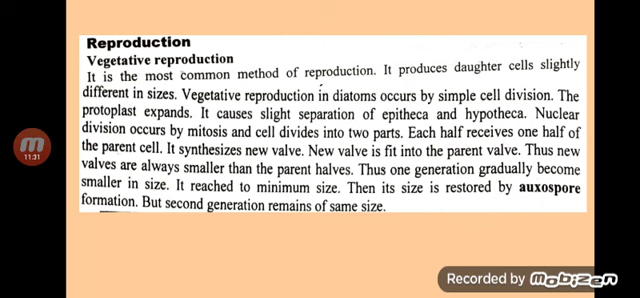 Reproduction
Vegetative reproduction
It is the most common method of reproduction. It produces daughter cells slightly
different in sizes. Vegetative reproduction in diatoms occurs by simple cell division. The
protoplast expands. It causes slight separation of epitheca and hypotheca. Nuclear
division occurs by mitosis and cell divides into two parts. Each half receives one half of
the parent cell. It synthesizes new valve. New valve is fit into the parent valve. Thus new
valves are always smaller than the parent halves. Thus one generation gradually become
smaller in size. It reached to minimum size. Then its size is restored by auxospore
formation. But second generation remains of same size.
M
11:31
Recorded by Mobizen